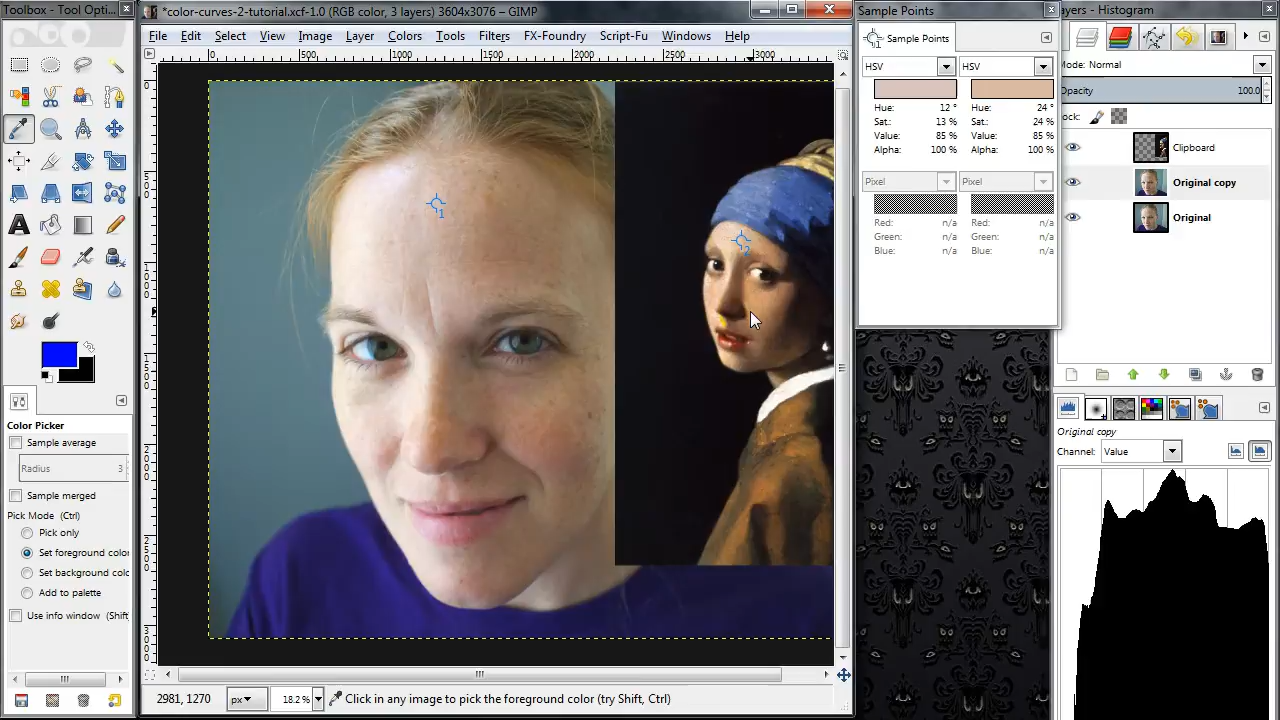 Toolbox - Tool Opti...
*color-curves-2-tutorial.xcf-1.0 (RGB color, 3 layers) 3604x3076 – GIMP
Sample Points
ayers - Histogram
File Edit Select View Image Layer Colors Tools Filters FX-Foundry Script-Fu Windows Help
Sample Points
Mode: Normal
0 500 1000 1500 2000 2500 3000
HSV HSV
Opacity 100.0
Hue: 12 ° Hue: 24 °
Sat.: 13 % Sat.: 24 %
Value: 85 % Value: 85 %
Alpha: 100 % Alpha: 100 %
ock:
Clipboard
Original copy
Original
Pixel Pixel
Red: n/a Red: n/a
Green: n/a Green: n/a
Blue: n/a Blue: n/a
1
2
Color Picker
Sample average
Radius 3
Sample merged
Pick Mode (Ctrl)
Pick only
Set foreground color
Set background colo
Add to palette
Use info window (Shift)
Original copy
Channel: Value
2981, 1270 px 18.2 % Click in any image to pick the foreground color (try Shift, Ctrl)